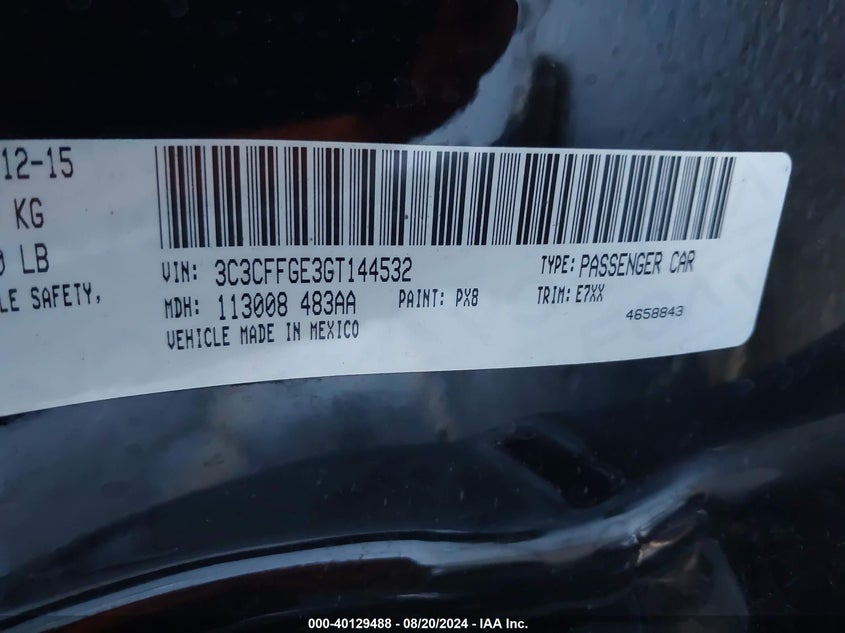 12-15
KG
LB
LE SAFETY,
VIN: 3C3CFFGE3GT144532
TYPE: PASSENGER CAR
MDH: 113008 483AA
PAINT: PX8
TRIM: E7XX
VEHICLE MADE IN MEXICO
4658843
000-40129488 - 08/20/2024 - IAA Inc.